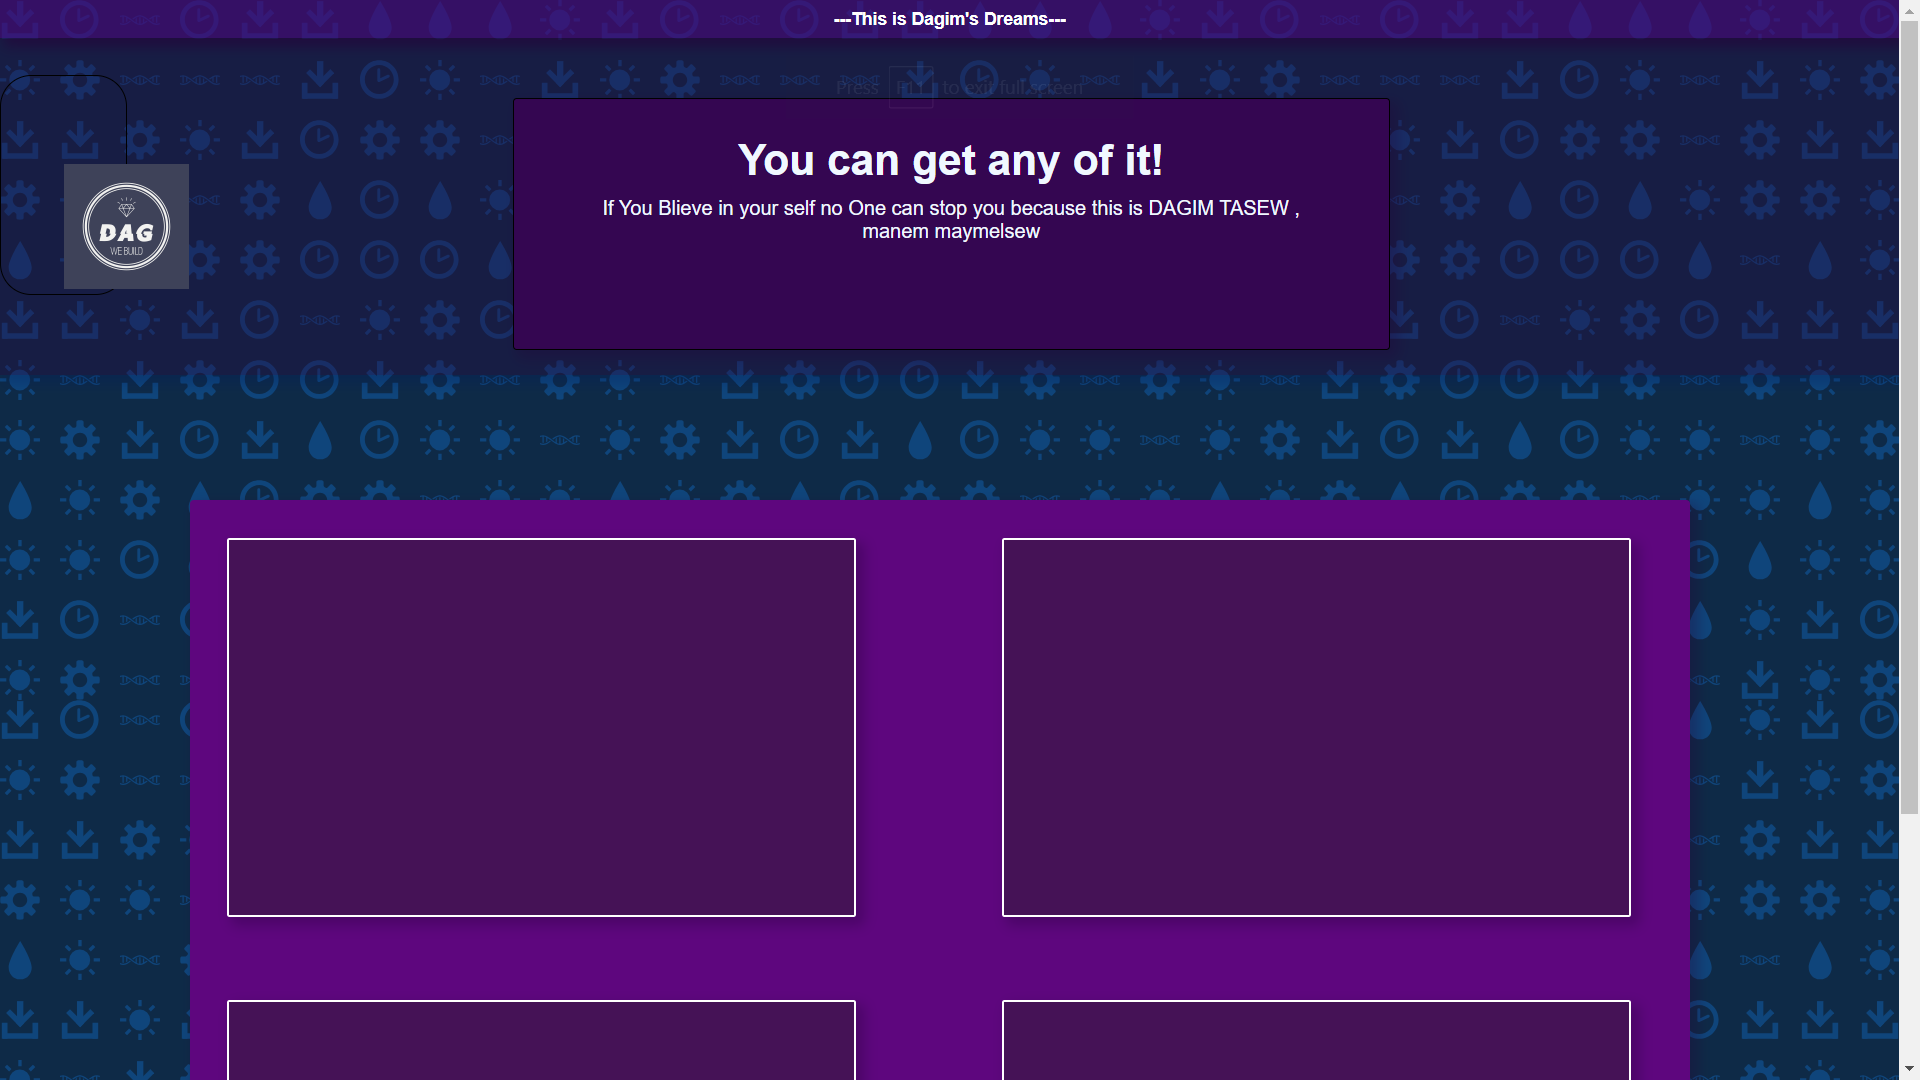 ---This is Dagim's Dreams---
Press F11 to exit full screen
You can get any of it!
If You Blieve in your self no One can stop you because this is DAGIM TASEW ,
manem maymelsew
DAG
WE BUILD